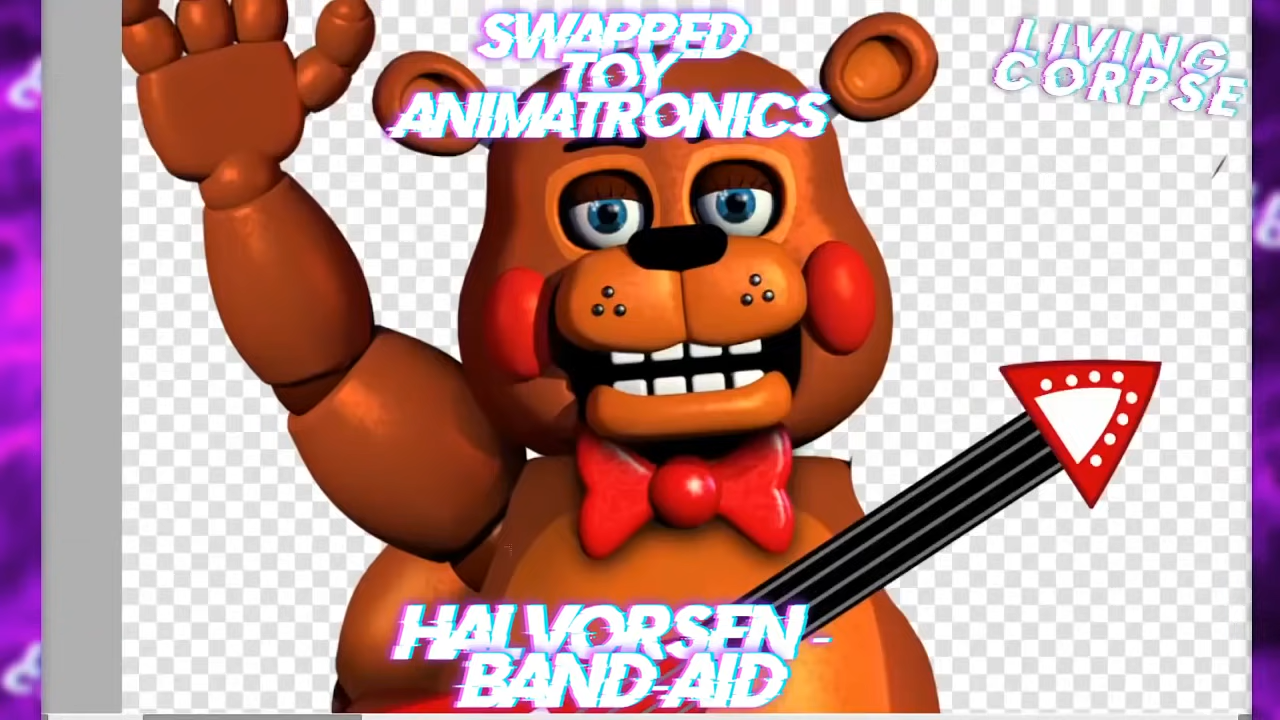 SWAPPED
TOY
ANIMATRONICS
LIVING
CORPSE
HALVORSEN -
BAND-AID